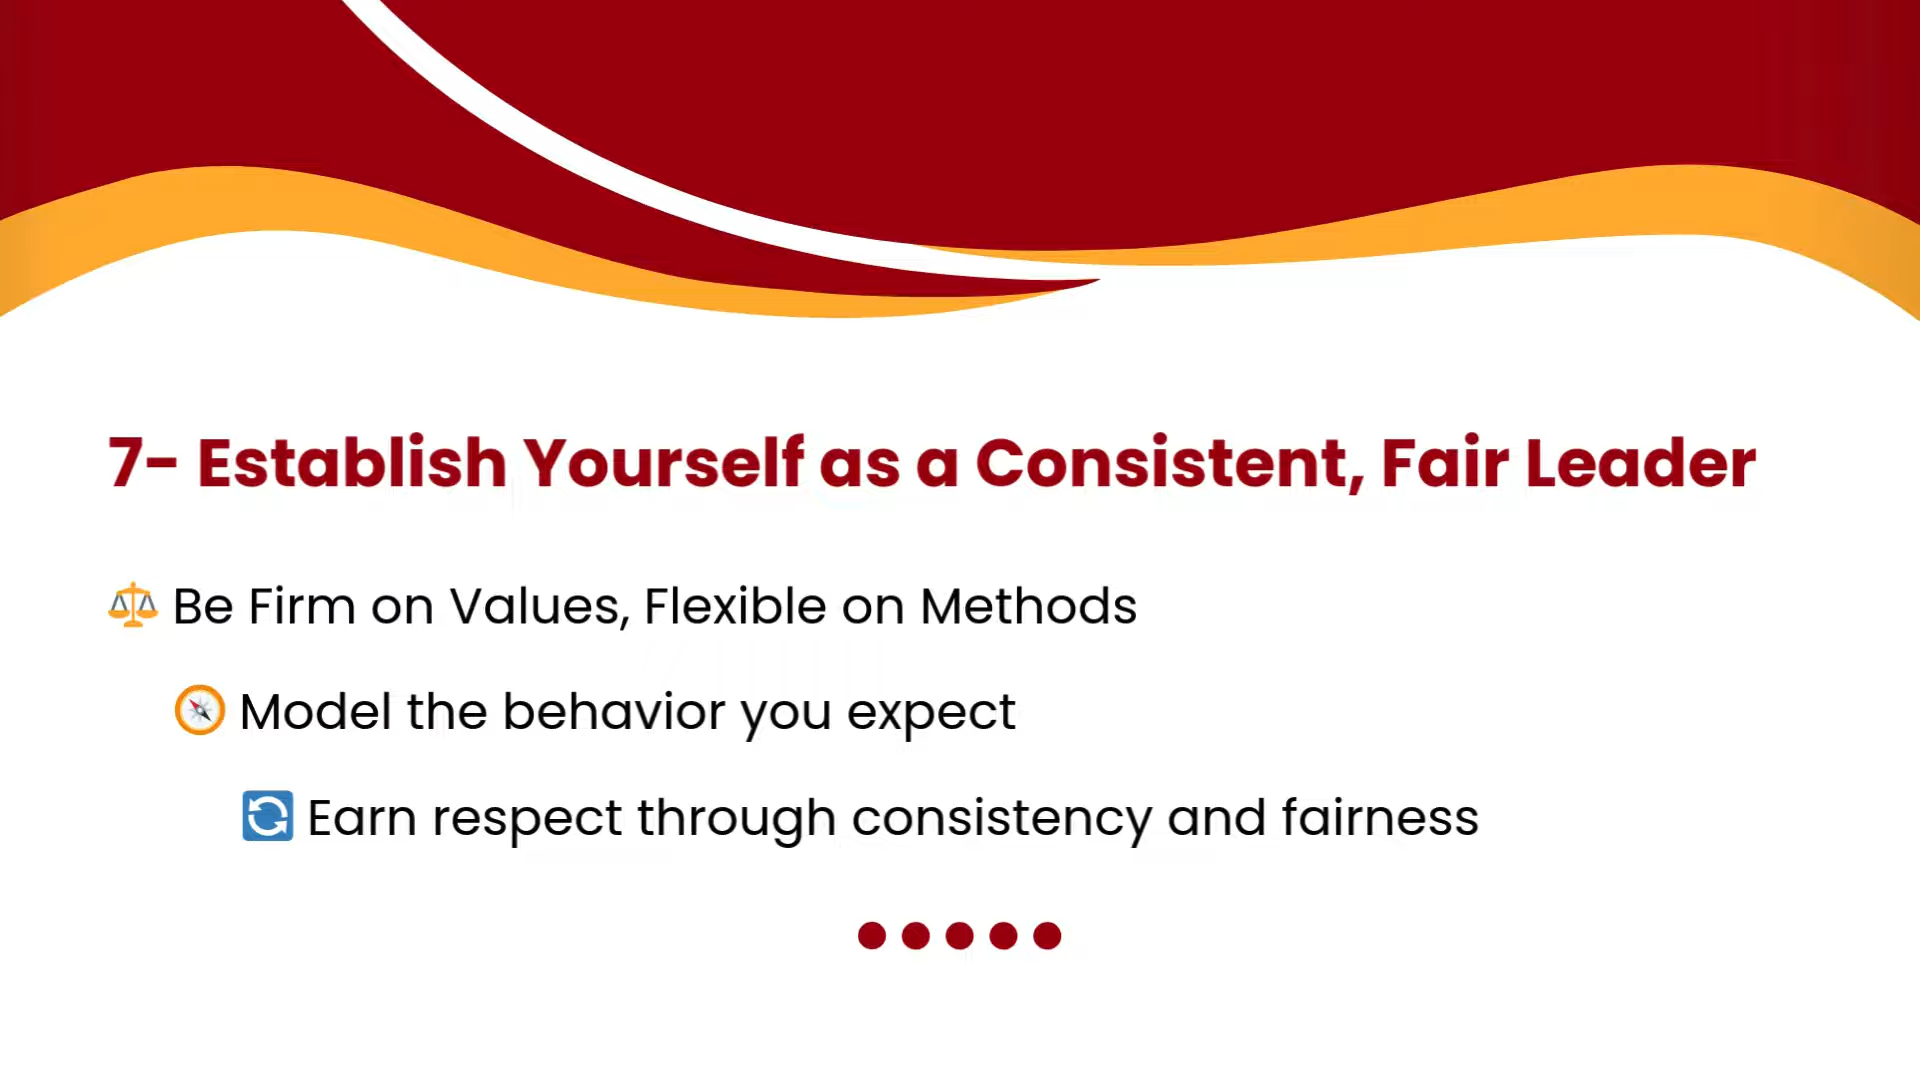 7- Establish Yourself as a Consistent, Fair Leader
Be Firm on Values, Flexible on Methods
Model the behavior you expect
Earn respect through consistency and fairness